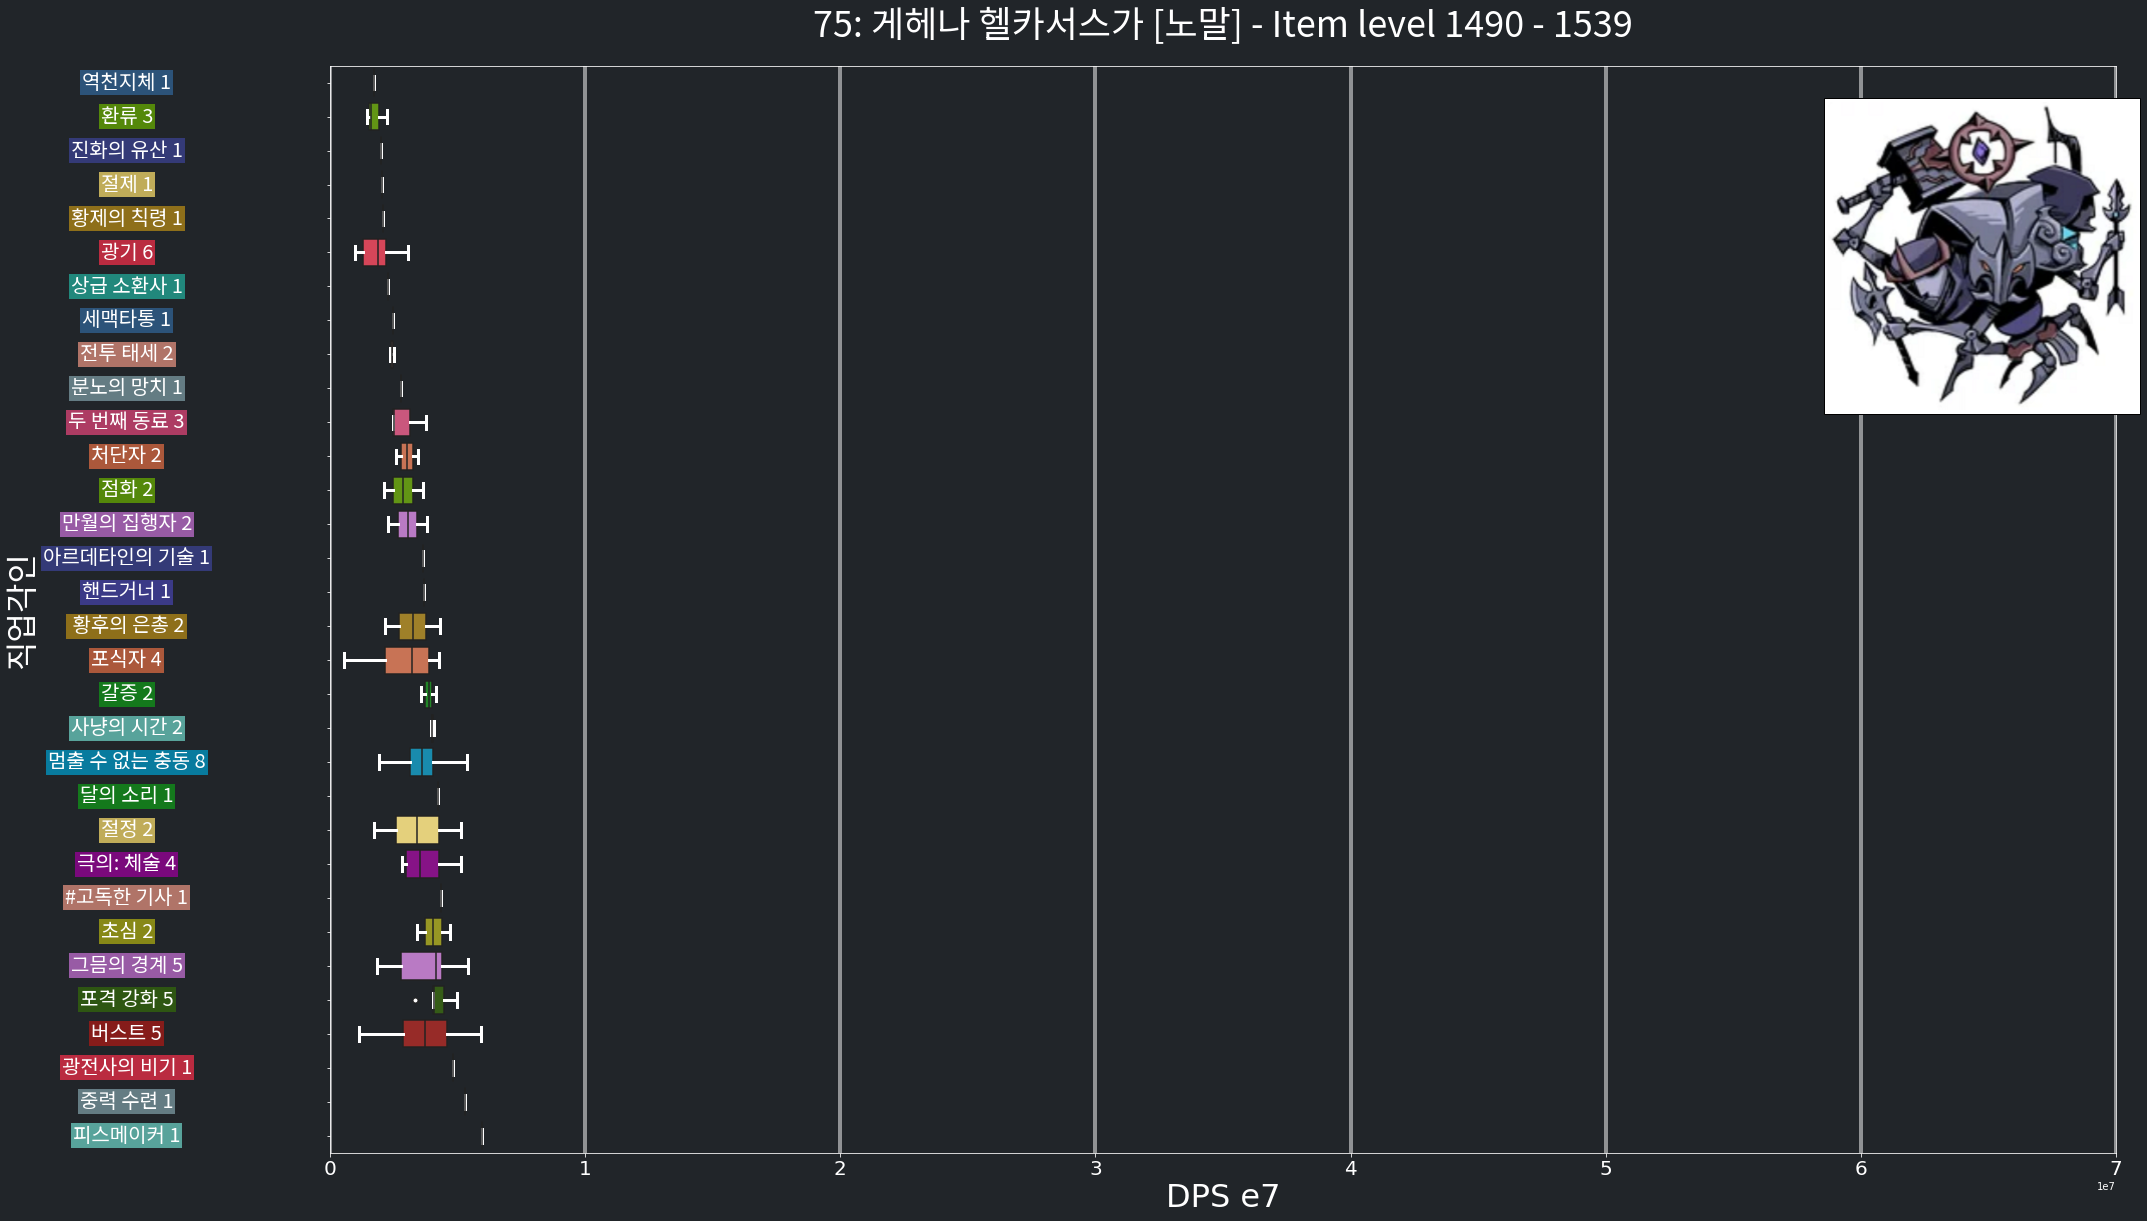 75: 게헤나 헬카서스가 [노말] - Item level 1490 - 1539
직업각인
역천지체 1
환류 3
진화의 유산 1
절제 1
황제의 칙령 1
광기 6
상급 소환사 1
세맥타통 1
전투 태세 2
분노의 망치 1
두 번째 동료 3
처단자 2
점화 2
만월의 집행자 2
아르데타인의 기술 1
핸드거너 1
황후의 은총 2
포식자 4
갈증 2
사냥의 시간 2
멈출 수 없는 충동 8
달의 소리 1
절정 2
극의: 체술 4
#고독한 기사 1
초심 2
그믐의 경계 5
포격 강화 5
버스트 5
광전사의 비기 1
중력 수련 1
피스메이커 1
0 1 2 3 4 5 6 7
1e7
DPS e7